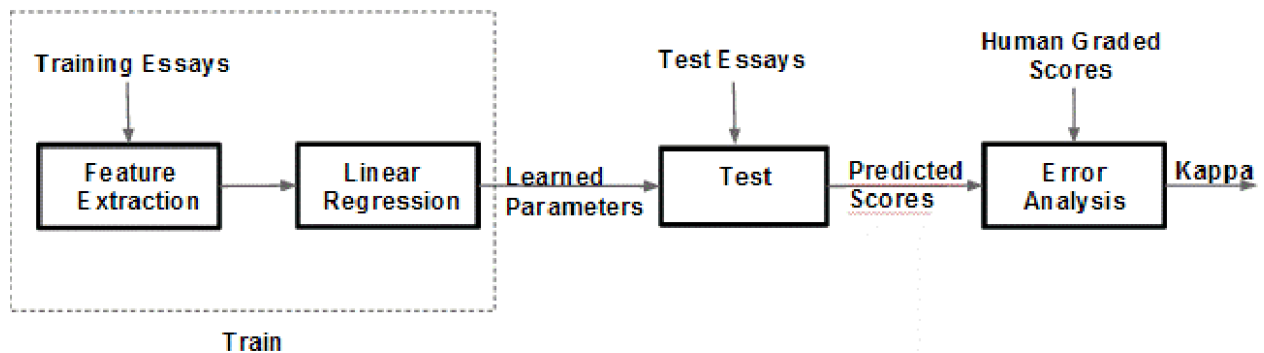 Training Essays
Feature
Extraction
Linear
Regression
Train
Learned
Parameters
Test Essays
Test
Predicted
Scores
Human Graded
Scores
Error
Analysis
Kappa